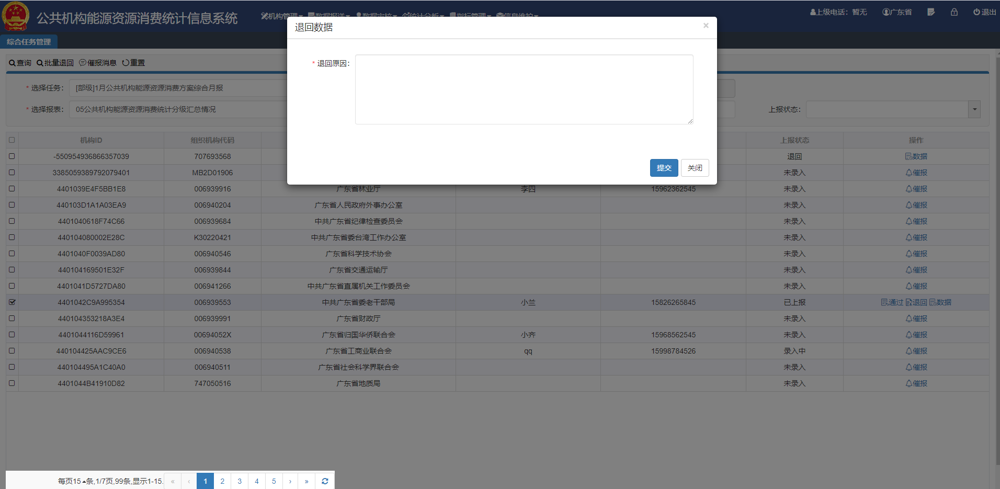 公共机构能源资源消费统计信息系统
机构管理 数据报送 数据审核 统计分析 指标管理 信息维护
上级电话：暂无 广东省 退出
综合任务管理
退回数据 ×
查询 批量退回 催报消息 重置
* 退回原因：
* 选择任务： [部级]1月公共机构能源资源消费方案综合月报
* 选择报表： 05公共机构能源资源消费统计分级汇总情况 上报状态：
提交 关闭
机构ID 组织机构代码 上报状态 操作
-550954936866357039 707693568 退回 数据
3385059389792079401 MB2D01906 未录入 催报
4401039E4F5BB1E8 006939916 广东省林业厅 李四 15962362545 未录入 催报
440103D1A1A03EA9 006940204 广东省人民政府外事办公室 未录入 催报
4401040618F74C66 006939684 中共广东省纪律检查委员会 未录入 催报
440104080002E28C K30220421 中共广东省委台湾工作办公室 未录入 催报
4401040F0039AD80 006940546 广东省科学技术协会 未录入 催报
440104169501E32F 006939844 广东省交通运输厅 未录入 催报
4401041D5727DA80 006941266 中共广东省直属机关工作委员会 未录入 催报
4401042C9A995354 006939553 中共广东省委老干部局 小兰 15826265845 已上报 通过 退回 数据
440104353218A3E4 006939991 广东省财政厅 未录入 催报
4401044116D59961 00694052X 广东省归国华侨联合会 小齐 15968562545 未录入 催报
440104425AAC9CE6 006940538 广东省工商业联合会 qq 15998784526 录入中 催报
440104495A1C40A0 006940511 广东省社会科学界联合会 未录入 催报
4401044B41910D82 747050516 广东省地质局 未录入 催报
每页15条,1/7页,99条,显示1-15. « ‹ 1 2 3 4 5 › »